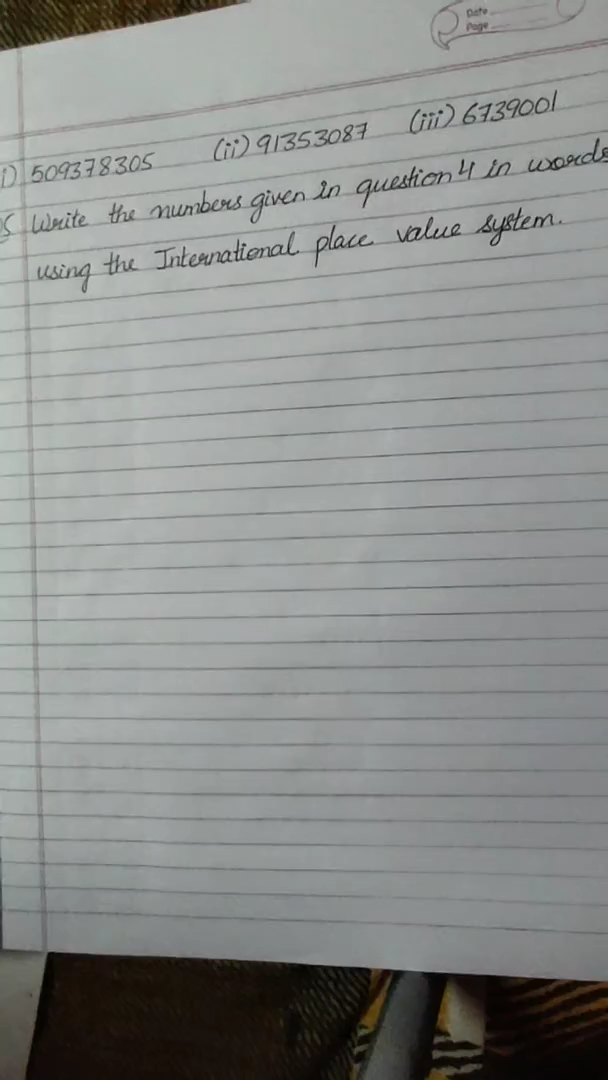 Date
Page
i) 509378305 (ii) 91353087 (iii) 6739001
5 Write the numbers given in question 4 in words
using the International place value system.